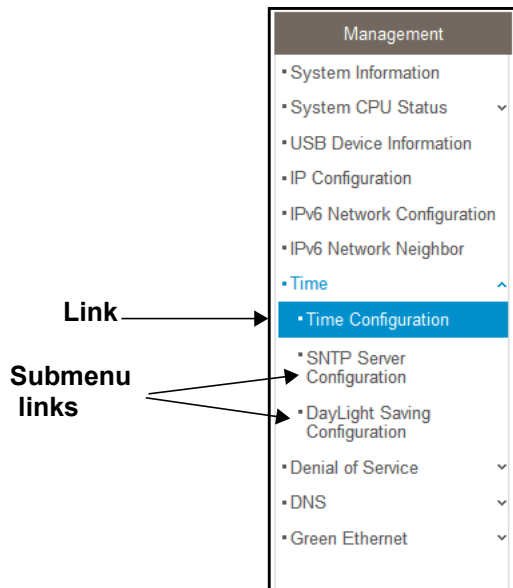 Management
System Information
System CPU Status
USB Device Information
IP Configuration
IPv6 Network Configuration
IPv6 Network Neighbor
Time
Link
Time Configuration
SNTP Server
Configuration
Submenu
links
DayLight Saving
Configuration
Denial of Service
DNS
Green Ethernet